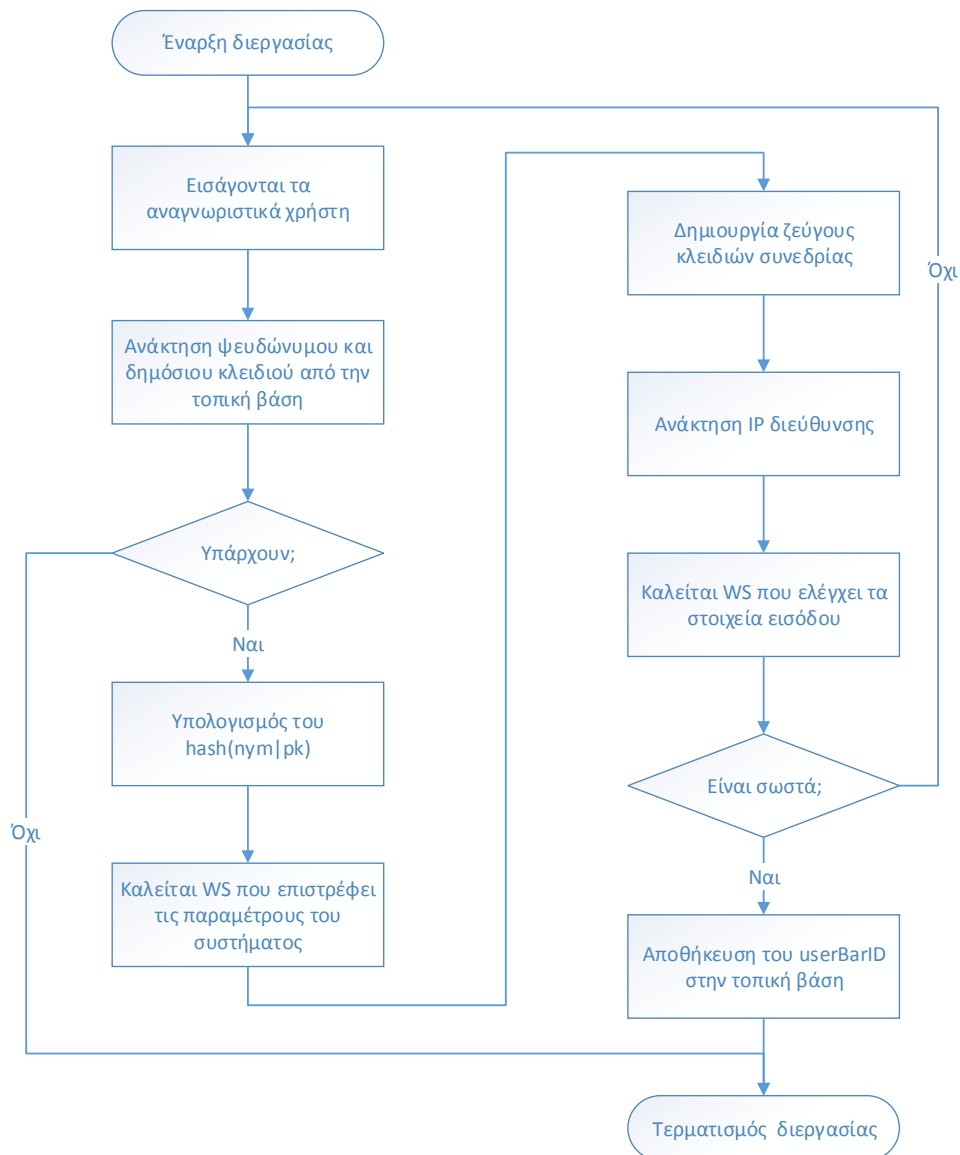 Έναρξη διεργασίας
Εισάγονται τα
αναγνωριστικά χρήστη
Ανάκτηση ψευδώνυμου και
δημόσιου κλειδιού από την
τοπική βάση
Υπάρχουν;
Ναι
Υπολογισμός του
hash(nym|pk)
Όχι
Καλείται WS που επιστρέφει
τις παραμέτρους του
συστήματος
Δημιουργία ζεύγους
κλειδιών συνεδρίας
Όχι
Ανάκτηση IP διεύθυνσης
Καλείται WS που ελέγχει τα
στοιχεία εισόδου
Είναι σωστά;
Ναι
Αποθήκευση του userBarID
στην τοπική βάση
Τερματισμός διεργασίας